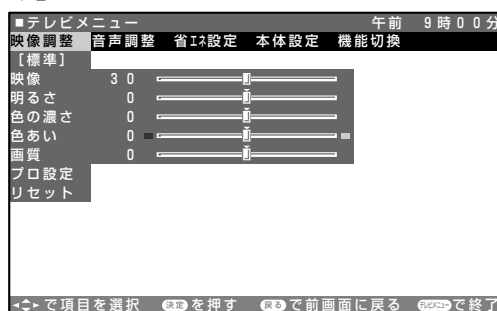 ■テレビメニュー 午前 9時00分
映像調整 音声調整 省エネ設定 本体設定 機能切換
[標準]
映像 30
明るさ 0
色の濃さ 0
色あい 0
画質 0
プロ設定
リセット
で項目を選択 決定を押す 戻るで前画面に戻る テレビメニューで終了